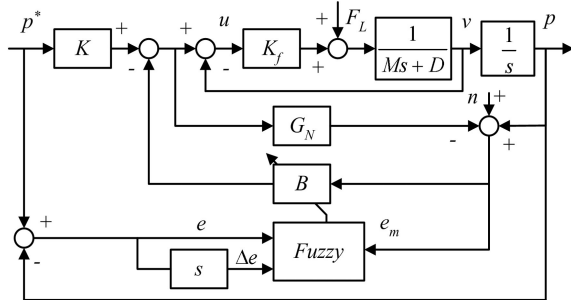 p* K + - + - u K_f + + F_L 1/(Ms + D) v 1/s p
n +
G_N - +
B
+ e e_m
Fuzzy
- s Δe